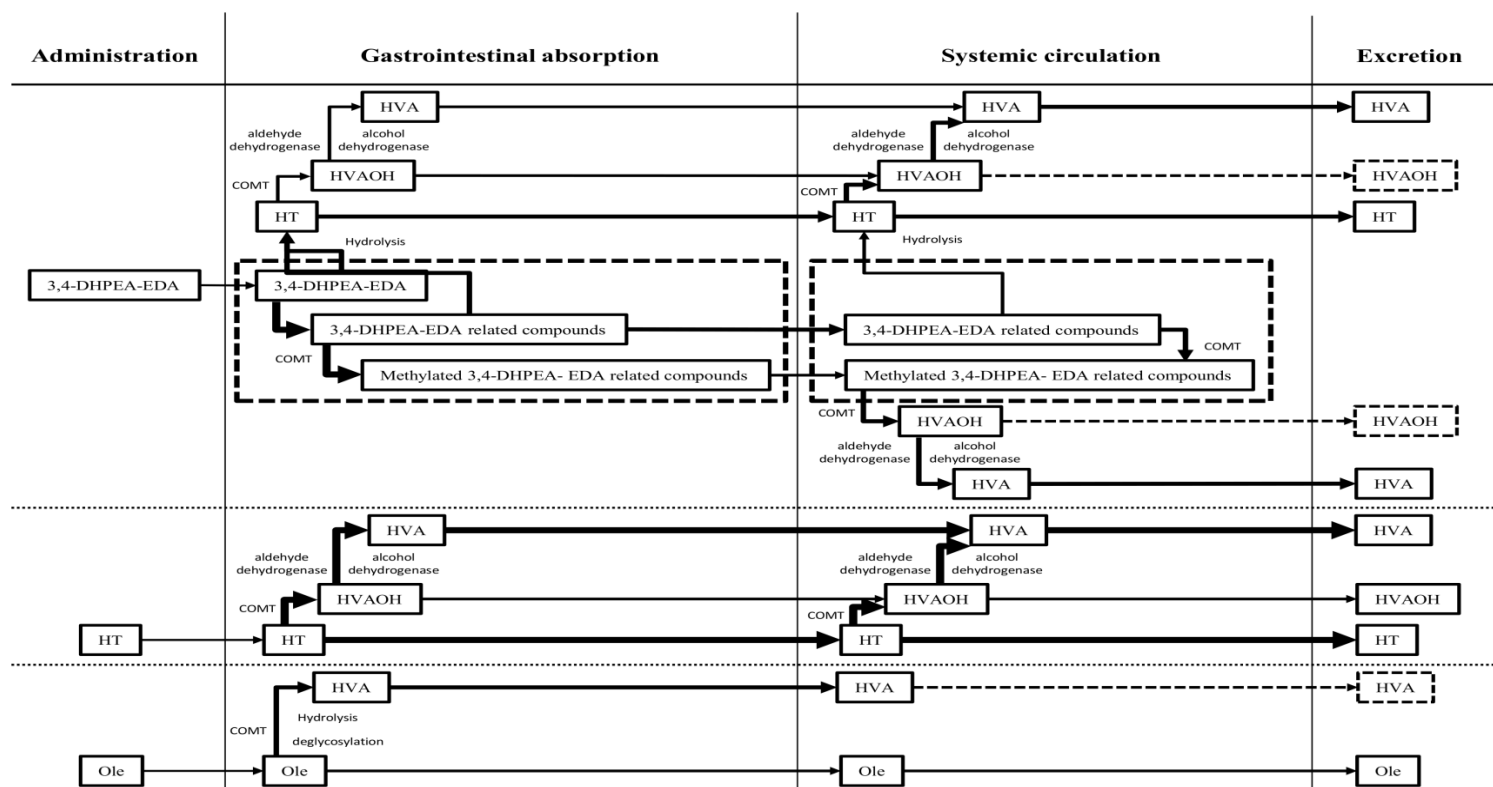 Administration
Gastrointestinal absorption
Systemic circulation
Excretion
HVA
HVA
HVA
aldehyde
dehydrogenase
alcohol
dehydrogenase
aldehyde
dehydrogenase
alcohol
dehydrogenase
COMT
HVAOH
COMT
HVAOH
HVAOH
HT
HT
HT
Hydrolysis
Hydrolysis
3,4-DHPEA-EDA
3,4-DHPEA-EDA
3,4-DHPEA-EDA related compounds
3,4-DHPEA-EDA related compounds
COMT
COMT
Methylated 3,4-DHPEA- EDA related compounds
Methylated 3,4-DHPEA- EDA related compounds
COMT
HVAOH
HVAOH
aldehyde
dehydrogenase
alcohol
dehydrogenase
HVA
HVA
HVA
HVA
HVA
aldehyde
dehydrogenase
alcohol
dehydrogenase
aldehyde
dehydrogenase
alcohol
dehydrogenase
COMT
HVAOH
COMT
HVAOH
HVAOH
HT
HT
HT
HT
HVA
HVA
HVA
COMT
Hydrolysis
deglycosylation
Ole
Ole
Ole
Ole